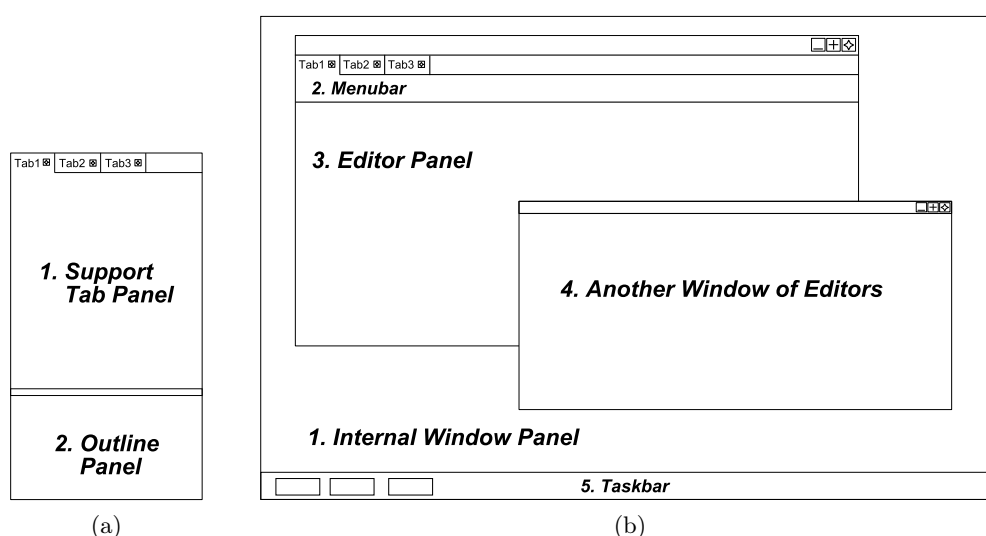 Tab1 Tab2 Tab3
1. Support
Tab Panel
2. Outline
Panel
(a)
Tab1 Tab2 Tab3
2. Menubar
3. Editor Panel
4. Another Window of Editors
1. Internal Window Panel
5. Taskbar
(b)